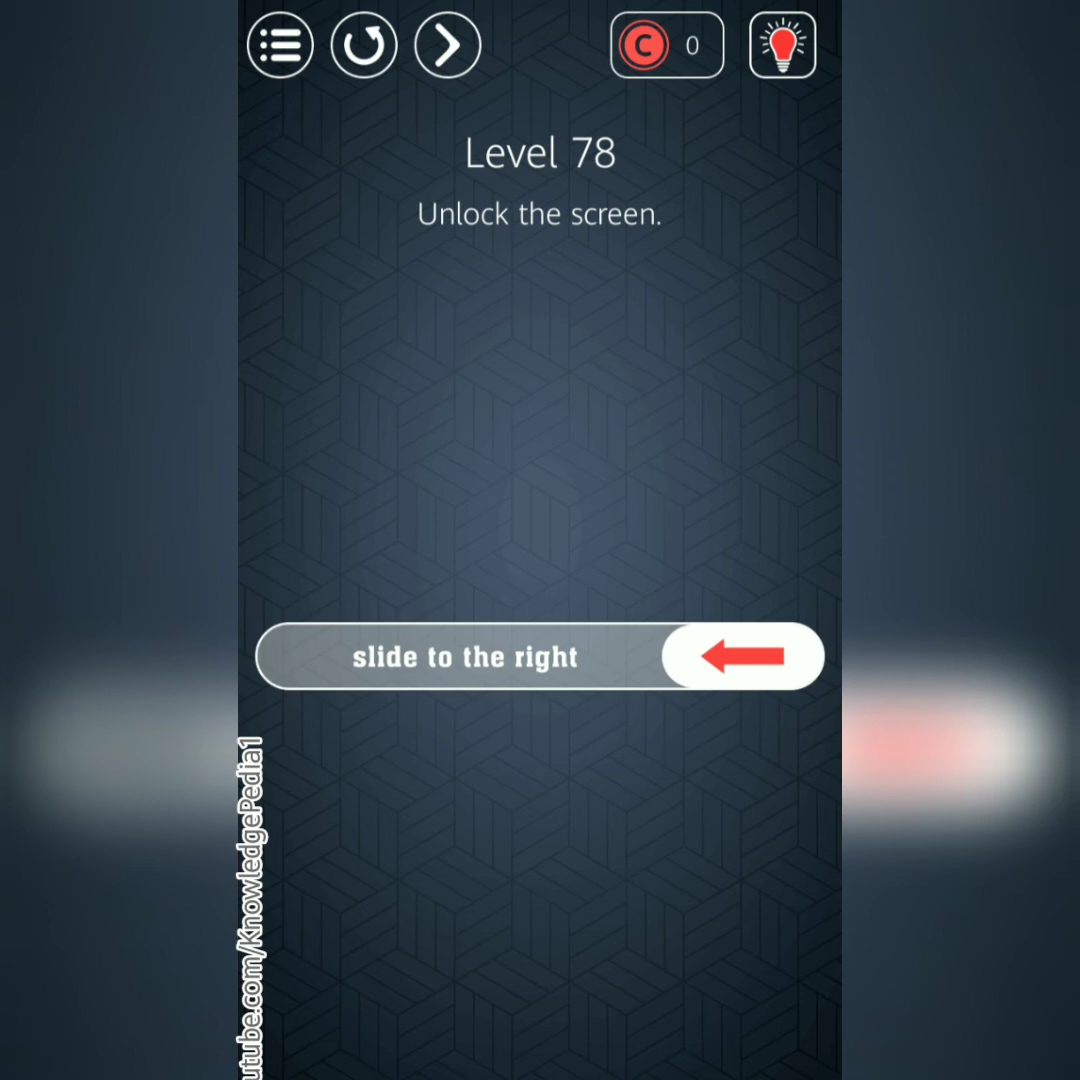 C 0
Level 78
Unlock the screen.
slide to the right
utube.com/KnowledgePedia1